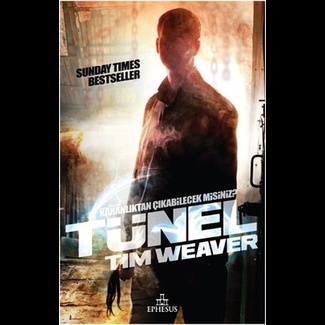 SUNDAY TIMES
BESTSELLER
KARANLIKTAN ÇIKABİLECEK MİSİNİZ?
TÜNEL
TIM WEAVER
EPHESUS